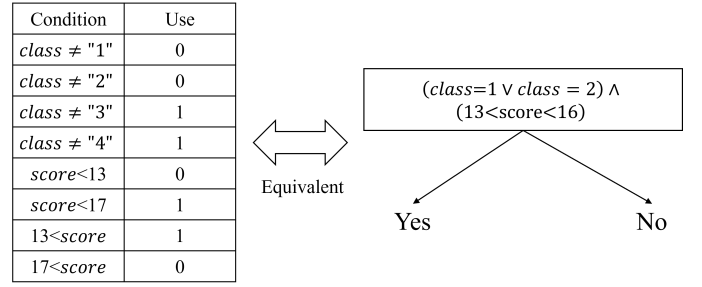 Condition Use
class ≠ "1" 0
class ≠ "2" 0
class ≠ "3" 1
class ≠ "4" 1
score<13 0
score<17 1
13<score 1
17<score 0
Equivalent
(class=1 ∨ class = 2) ∧
(13<score<16)
Yes No